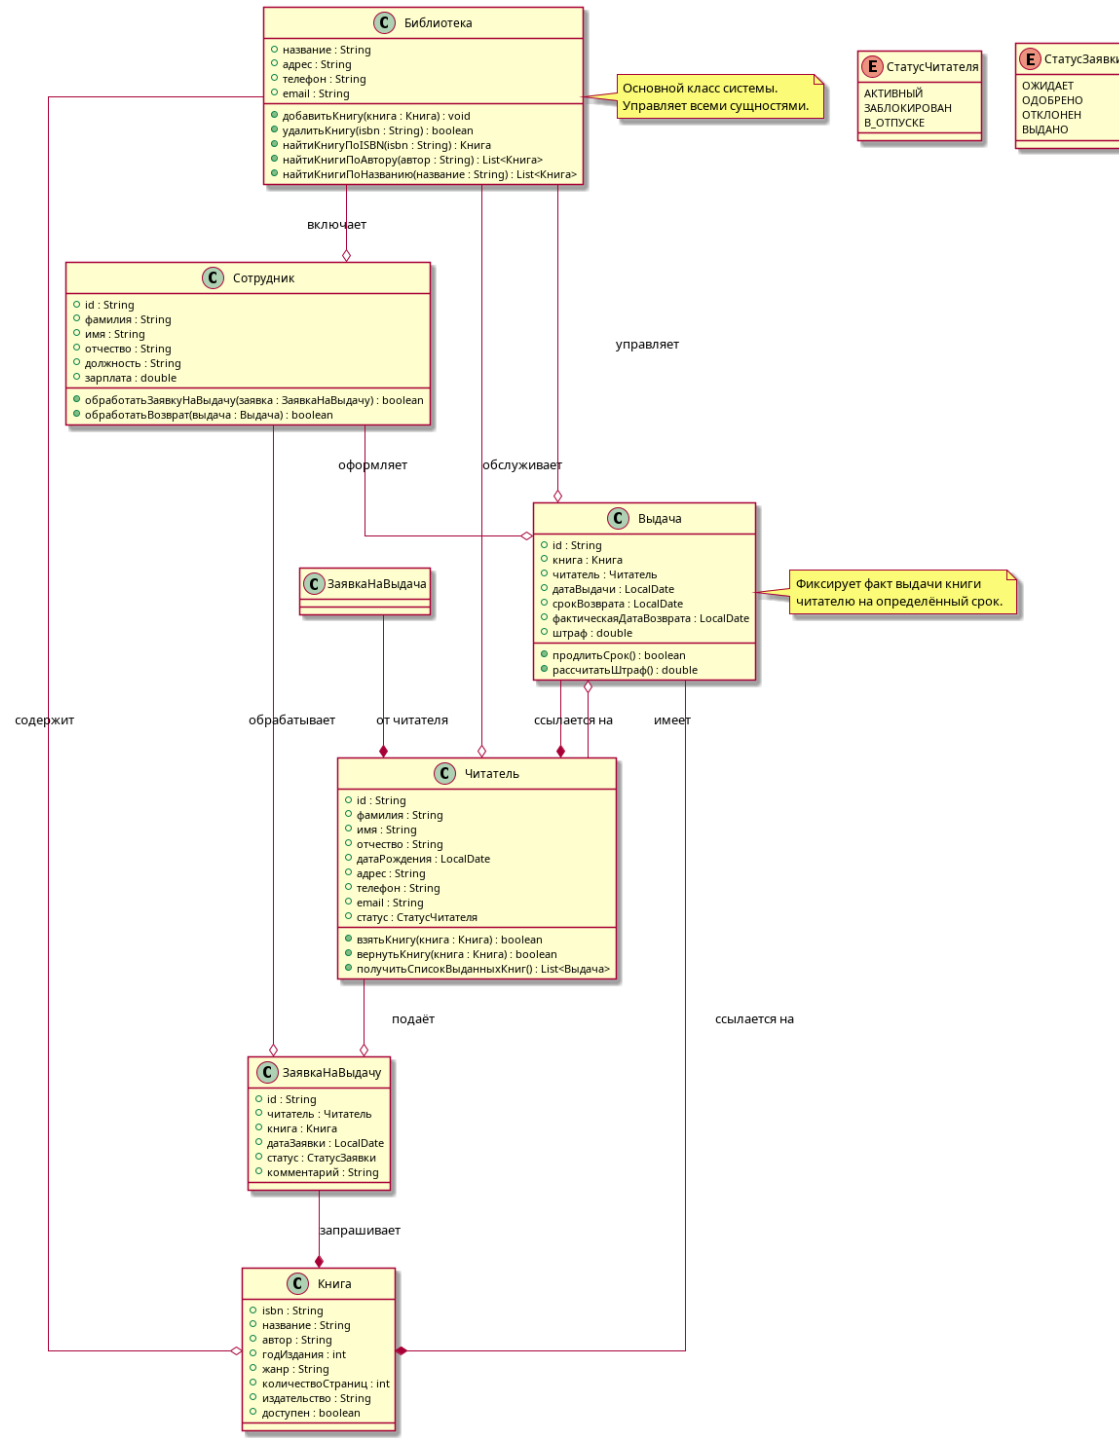 C Библиотека
название : String
адрес : String
телефон : String
email : String
добавитьКнигу(книга : Книга) : void
удалитьКнигу(isbn : String) : boolean
найтиКнигуПоISBN(isbn : String) : Книга
найтиКнигиПоАвтору(автор : String) : List<Книга>
найтиКнигиПоНазванию(название : String) : List<Книга>
Основной класс системы.
Управляет всеми сущностями.
E СтатусЧитателя
АКТИВНЫЙ
ЗАБЛОКИРОВАН
В_ОТПУСКЕ
E СтатусЗаявки
ОЖИДАЕТ
ОДОБРЕНО
ОТКЛОНЕН
ВЫДАНО
включает
C Сотрудник
id : String
фамилия : String
имя : String
отчество : String
должность : String
зарплата : double
обработатьЗаявкуНаВыдачу(заявка : ЗаявкаНаВыдачу) : boolean
обработатьВозврат(выдача : Выдача) : boolean
управляет
оформляет
обслуживает
C Выдача
id : String
книга : Книга
читатель : Читатель
датаВыдачи : LocalDate
срокВозврата : LocalDate
фактическаяДатаВозврата : LocalDate
штраф : double
продлитьСрок() : boolean
рассчитатьШтраф() : double
Фиксирует факт выдачи книги
читателю на определённый срок.
C ЗаявкаНаВыдача
содержит
обрабатывает
от читателя
ссылается на
имеет
C Читатель
id : String
фамилия : String
имя : String
отчество : String
датаРождения : LocalDate
адрес : String
телефон : String
email : String
статус : СтатусЧитателя
взятьКнигу(книга : Книга) : boolean
вернутьКнигу(книга : Книга) : boolean
получитьСписокВыданныхКниг() : List<Выдача>
подаёт
ссылается на
C ЗаявкаНаВыдачу
id : String
читатель : Читатель
книга : Книга
датаЗаявки : LocalDate
статус : СтатусЗаявки
комментарий : String
запрашивает
C Книга
isbn : String
название : String
автор : String
годИздания : int
жанр : String
количествоСтраниц : int
издательство : String
доступен : boolean